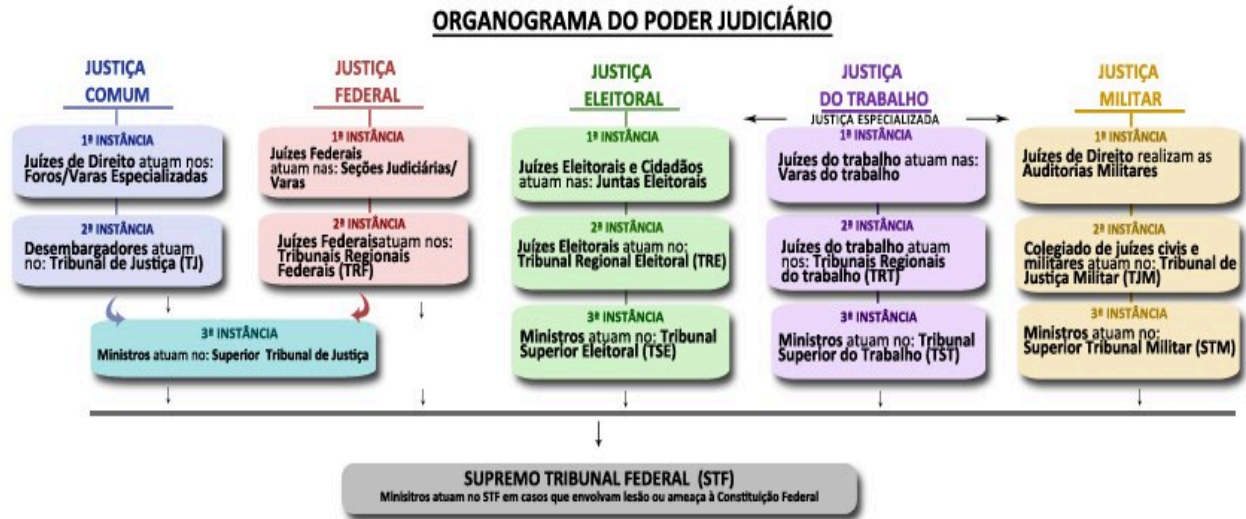 ORGANOGRAMA DO PODER JUDICIÁRIO
JUSTIÇA
COMUM
1ª INSTÂNCIA
Juízes de Direito atuam nos:
Foros/Varas Especializadas
2ª INSTÂNCIA
Desembargadores atuam
no: Tribunal de Justiça (TJ)
JUSTIÇA
FEDERAL
1ª INSTÂNCIA
Juízes Federais
atuam nas: Seções Judiciárias/
Varas
2ª INSTÂNCIA
Juízes Federaisatuam nos:
Tribunais Regionais
Federais (TRF)
3ª INSTÂNCIA
Ministros atuam no: Superior Tribunal de Justiça
JUSTIÇA
ELEITORAL
1ª INSTÂNCIA
Juízes Eleitorais e Cidadãos
atuam nas: Juntas Eleitorais
2ª INSTÂNCIA
Juízes Eleitorais atuam no:
Tribunal Regional Eleitoral (TRE)
3ª INSTÂNCIA
Ministros atuam no: Tribunal
Superior Eleitoral (TSE)
JUSTIÇA
DO TRABALHO
JUSTIÇA ESPECIALIZADA
1ª INSTÂNCIA
Juízes do trabalho atuam nas:
Varas do trabalho
2ª INSTÂNCIA
Juízes do trabalho atuam
nos: Tribunais Regionais
do trabalho (TRT)
3ª INSTÂNCIA
Ministros atuam no: Tribunal
Superior do Trabalho (TST)
JUSTIÇA
MILITAR
1ª INSTÂNCIA
Juízes de Direito realizam as
Auditorias Militares
2ª INSTÂNCIA
Colegiado de juízes civis e
militares atuam no: Tribunal de
Justiça Militar (TJM)
3ª INSTÂNCIA
Ministros atuam no:
Superior Tribunal Militar (STM)
SUPREMO TRIBUNAL FEDERAL (STF)
Minisitros atuam no STF em casos que envolvam lesão ou ameaça à Constituição Federal